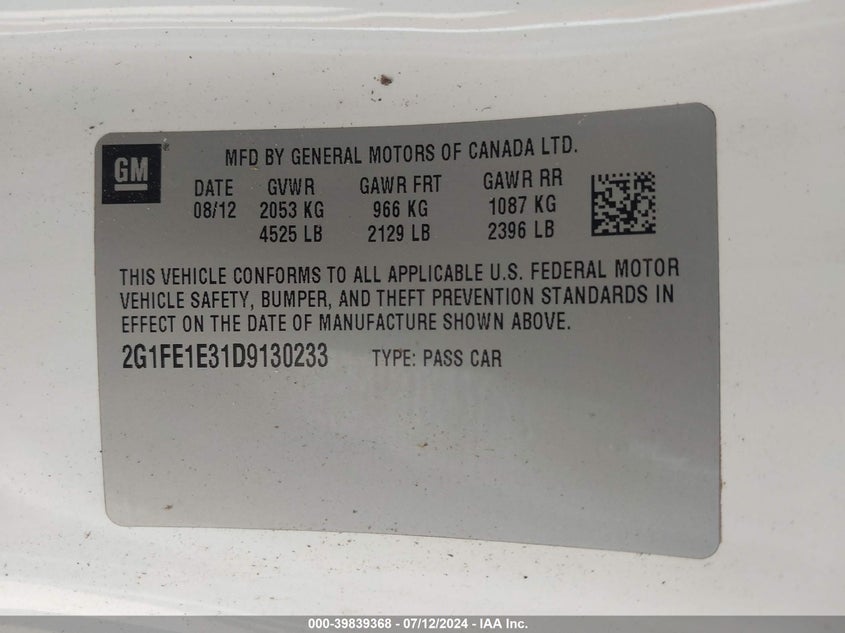 GM
MFD BY GENERAL MOTORS OF CANADA LTD.
DATE GVWR GAWR FRT GAWR RR
08/12 2053 KG 966 KG 1087 KG
4525 LB 2129 LB 2396 LB
THIS VEHICLE CONFORMS TO ALL APPLICABLE U.S. FEDERAL MOTOR
VEHICLE SAFETY, BUMPER, AND THEFT PREVENTION STANDARDS IN
EFFECT ON THE DATE OF MANUFACTURE SHOWN ABOVE.
2G1FE1E31D9130233 TYPE: PASS CAR
000-39839368 - 07/12/2024 - IAA Inc.